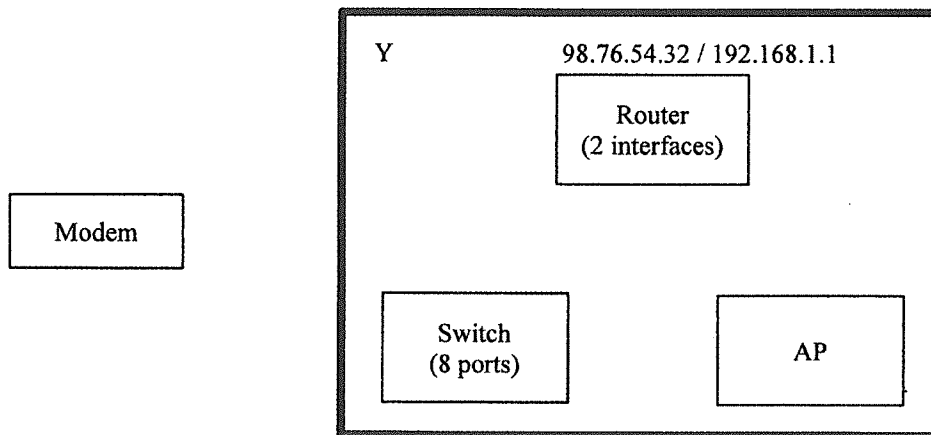 Y
98.76.54.32 / 192.168.1.1
Router
(2 interfaces)
Modem
Switch
(8 ports)
AP